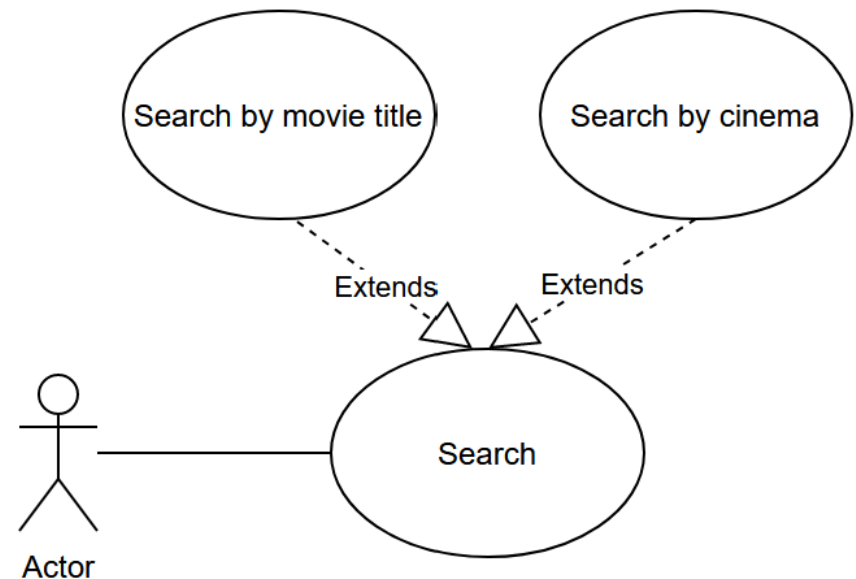 Search by movie title
Search by cinema
Extends
Extends
Search
Actor